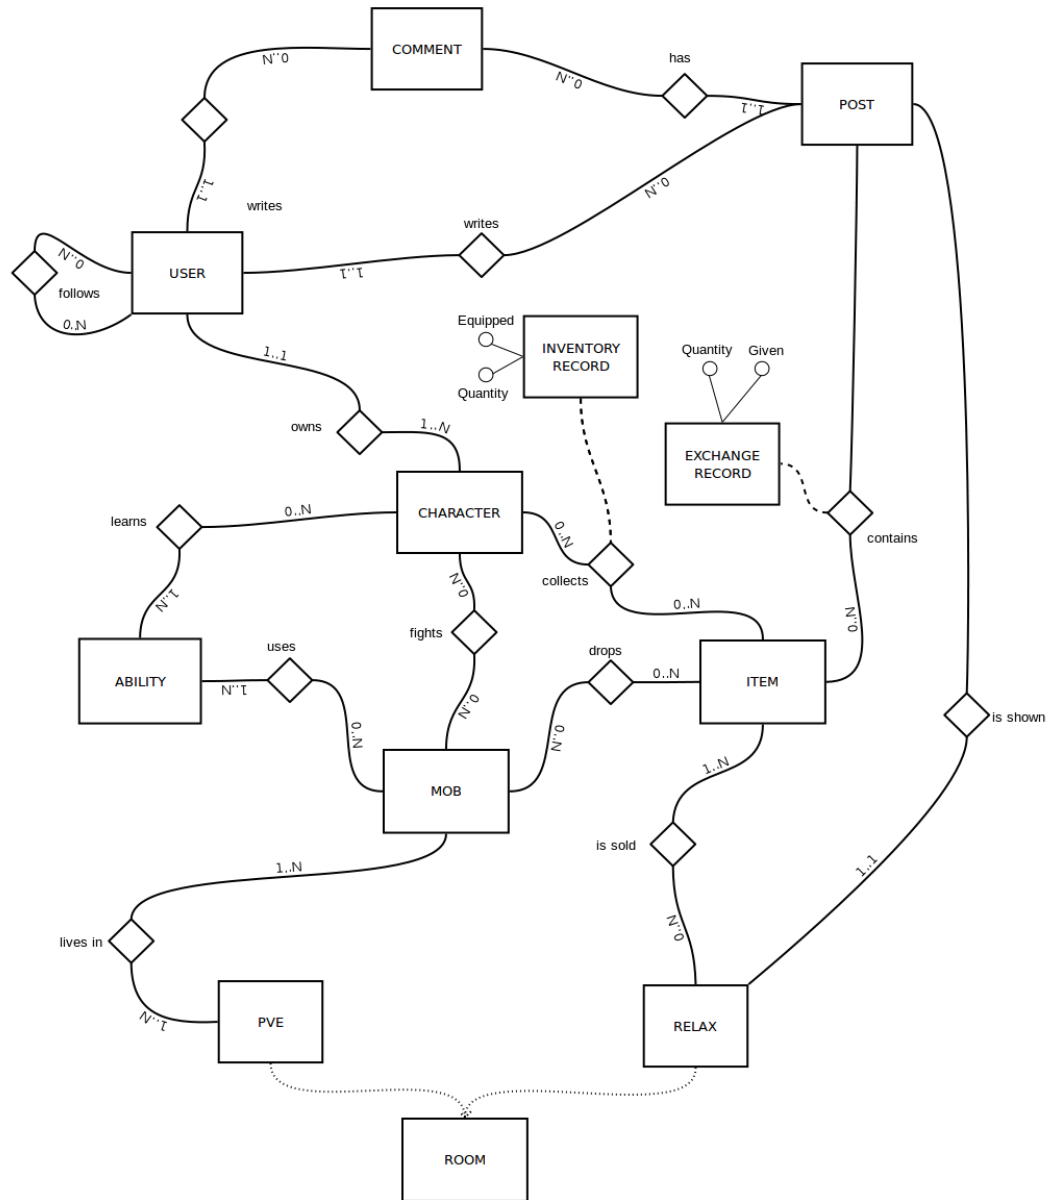 COMMENT
0..N
has
0..N
1..1
POST
1..1
writes
0..N
writes
0..N
follows
0..N
USER
1..1
1..1
Equipped
Quantity
INVENTORY
RECORD
Quantity
Given
EXCHANGE
RECORD
owns
1..N
learns
0..N
CHARACTER
0..N
contains
collects
1..N
0..N
0..N
0..N
fights
ABILITY
uses
1..N
0..N
0..N
drops
0..N
0..N
ITEM
is shown
MOB
1..N
is sold
1..N
0..N
1..1
lives in
1..N
PVE
RELAX
ROOM